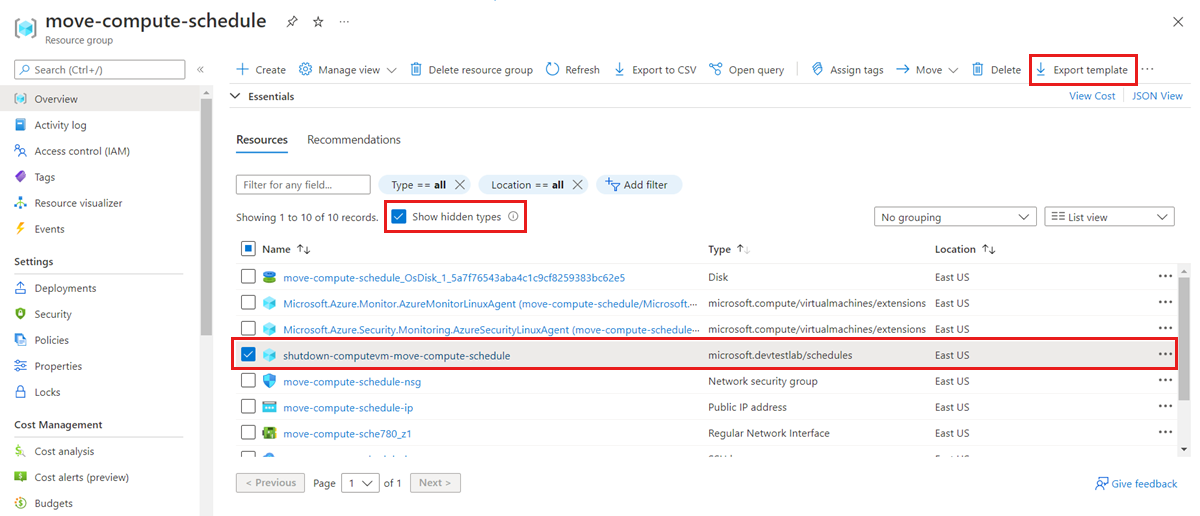 move-compute-schedule
Resource group
Search (Ctrl+/)
Create Manage view Delete resource group Refresh Export to CSV Open query Assign tags Move Delete Export template
Overview
Activity log
Access control (IAM)
Tags
Resource visualizer
Events
Settings
Deployments
Security
Policies
Properties
Locks
Cost Management
Cost analysis
Cost alerts (preview)
Budgets
Essentials
View Cost JSON View
Resources Recommendations
Filter for any field... Type == all Location == all Add filter
Showing 1 to 10 of 10 records. Show hidden types No grouping List view
Name Type Location
move-compute-schedule_OsDisk_1_5a7f76543aba4c1c9cf8259383bc62e5 Disk East US
Microsoft.Azure.Monitor.AzureMonitorLinuxAgent (move-compute-schedule/Microsoft.… microsoft.compute/virtualmachines/extensions East US
Microsoft.Azure.Security.Monitoring.AzureSecurityLinuxAgent (move-compute-schedule… microsoft.compute/virtualmachines/extensions East US
shutdown-computevm-move-compute-schedule microsoft.devtestlab/schedules East US
move-compute-schedule-nsg Network security group East US
move-compute-schedule-ip Public IP address East US
move-compute-sche780_z1 Regular Network Interface East US
< Previous Page 1 of 1 Next >
Give feedback